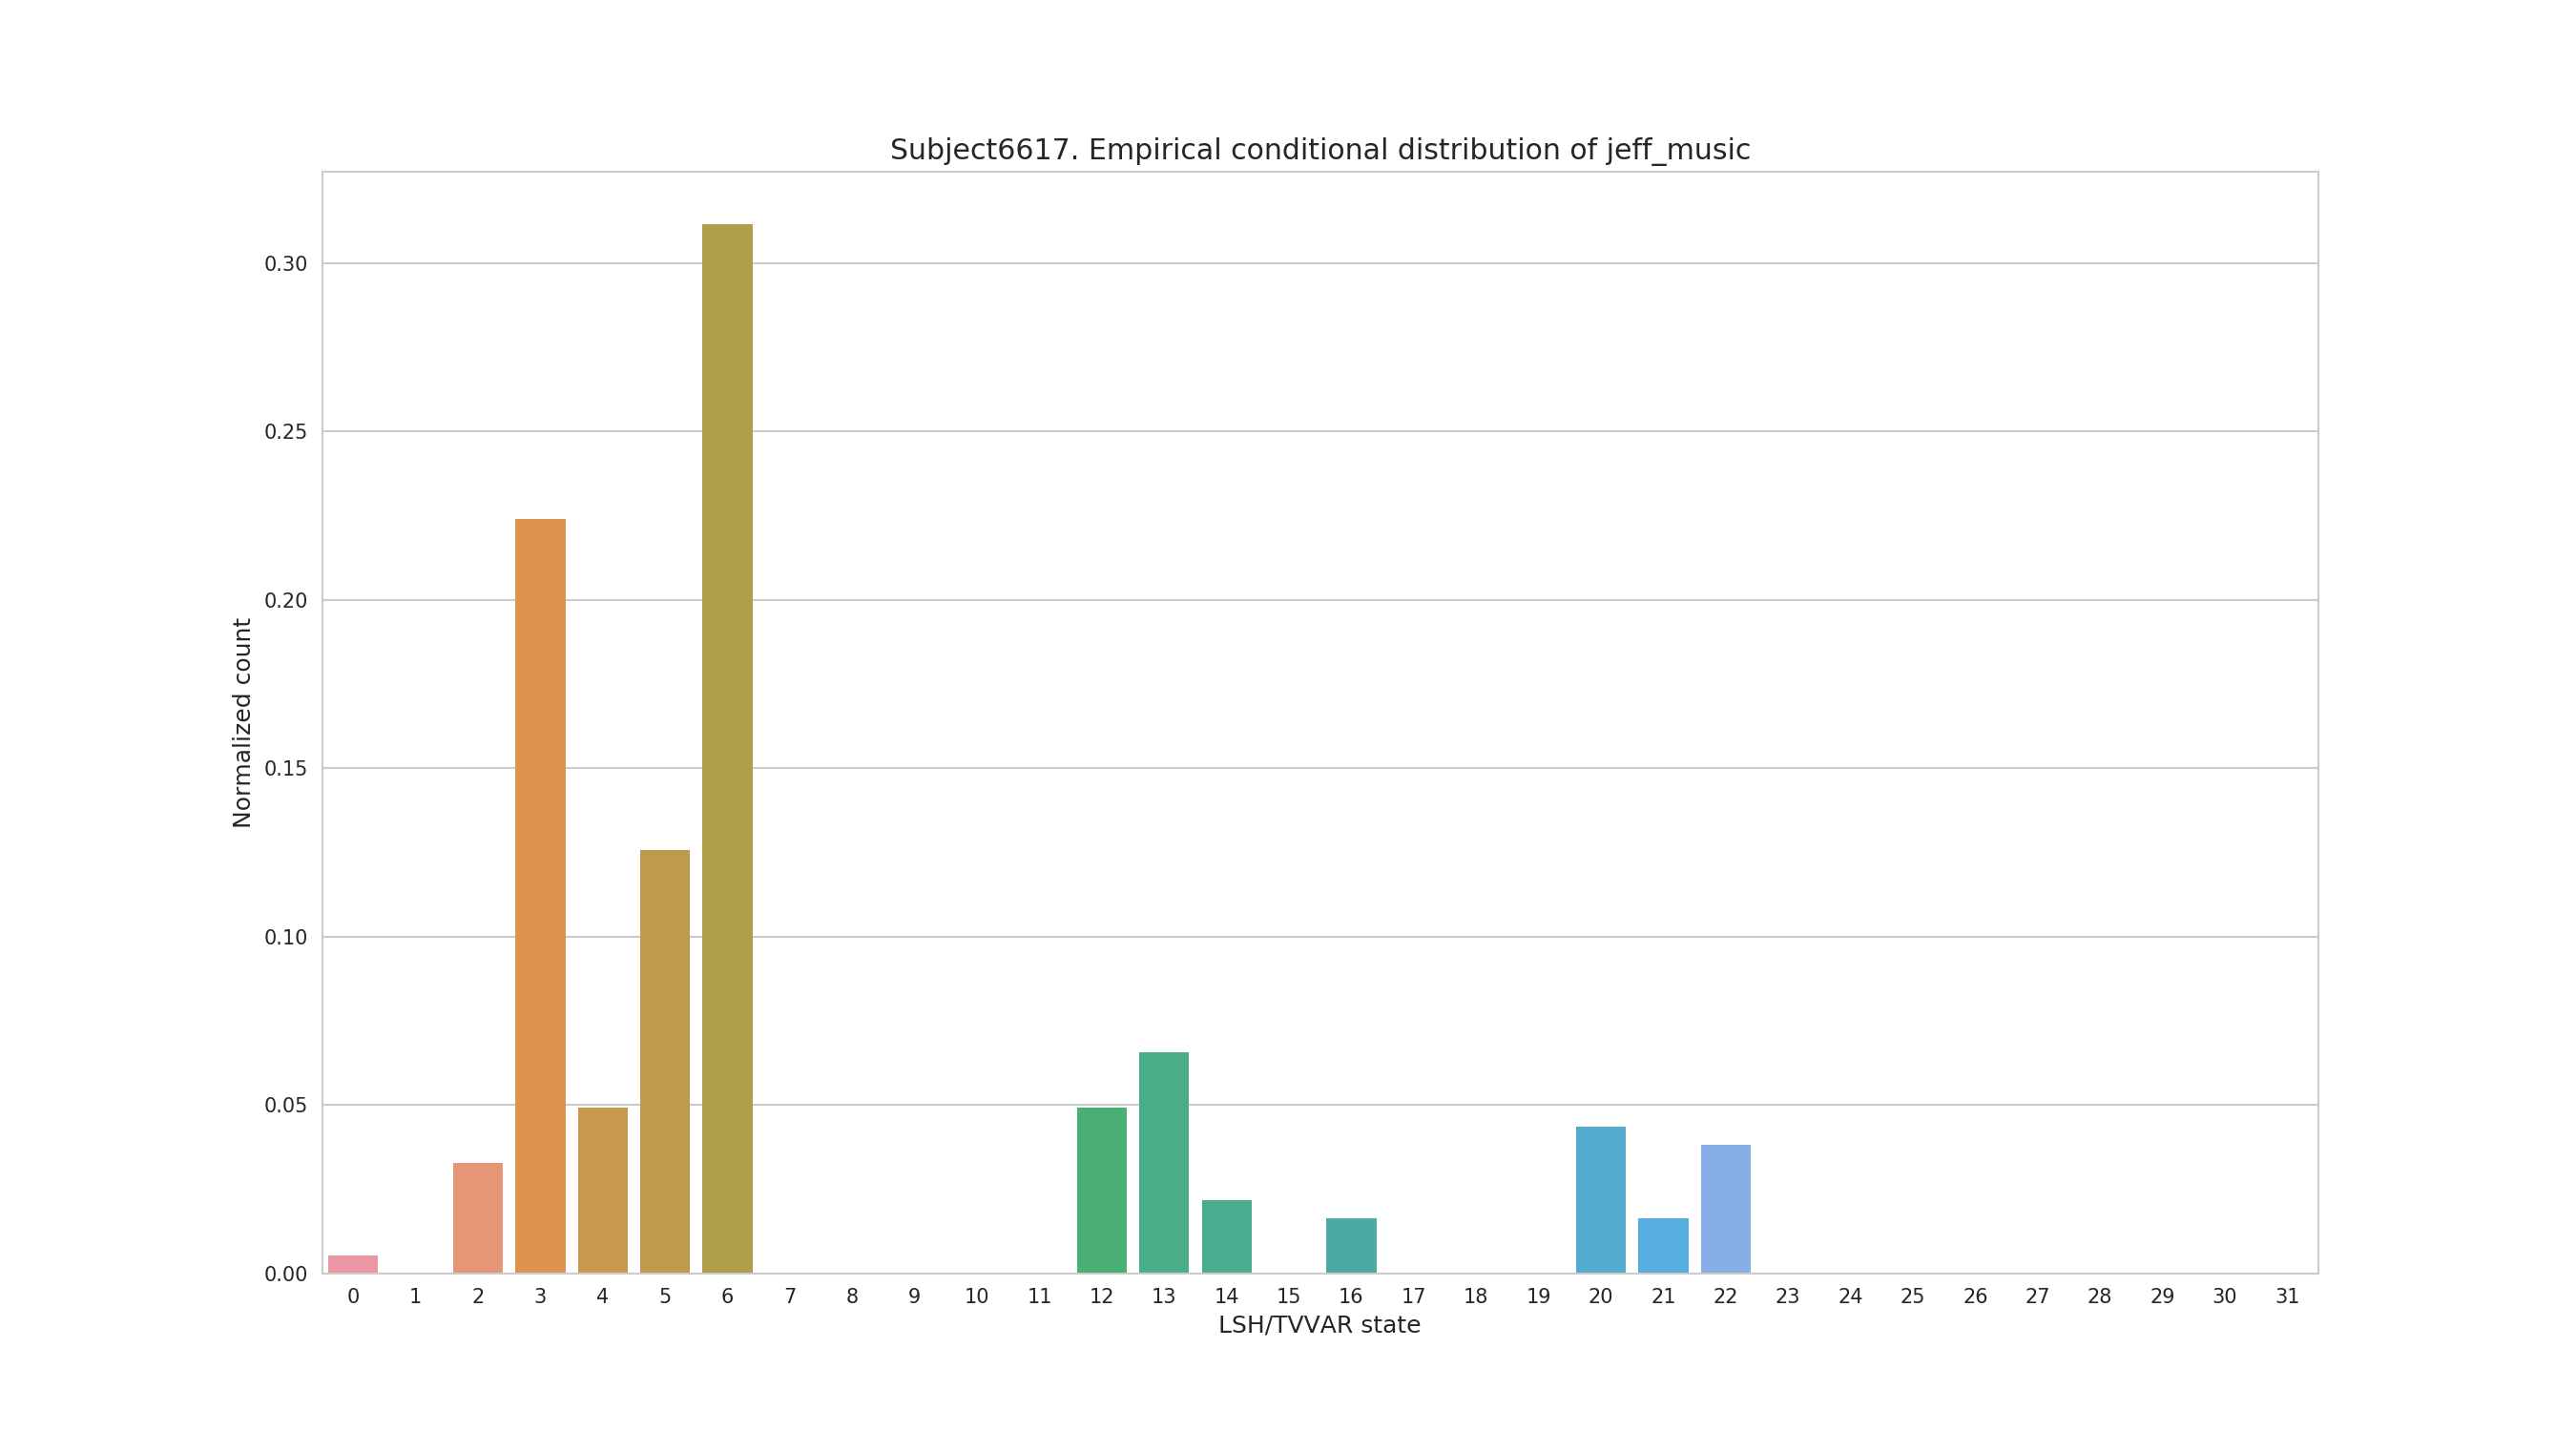 Subject6617. Empirical conditional distribution of jeff_music
Normalized count
0.30
0.25
0.20
0.15
0.10
0.05
0.00
0 1 2 3 4 5 6 7 8 9 10 11 12 13 14 15 16 17 18 19 20 21 22 23 24 25 26 27 28 29 30 31
LSH/TVVAR state